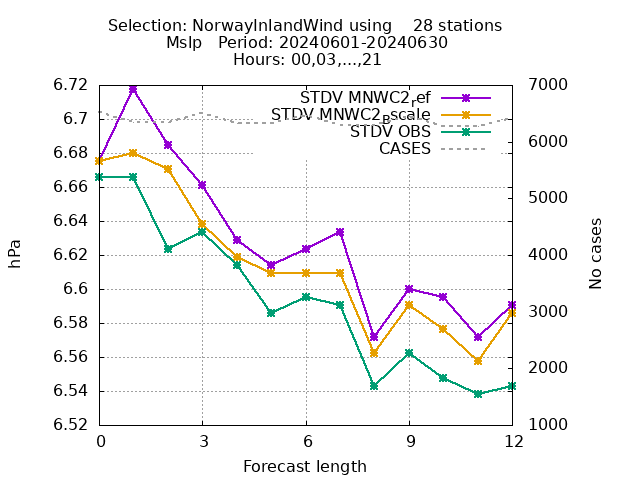 Selection: NorwayInlandWind using    28 stations
Mslp   Period: 20240601-20240630
Hours: 00,03,...,21
STDV MNWC2_ref
STDV MNWC2_Bscale
STDV OBS
CASES
6.72
6.7
6.68
6.66
6.64
6.62
6.6
6.58
6.56
6.54
6.52
hPa
7000
6000
5000
4000
3000
2000
1000
No cases
0
3
6
9
12
Forecast length